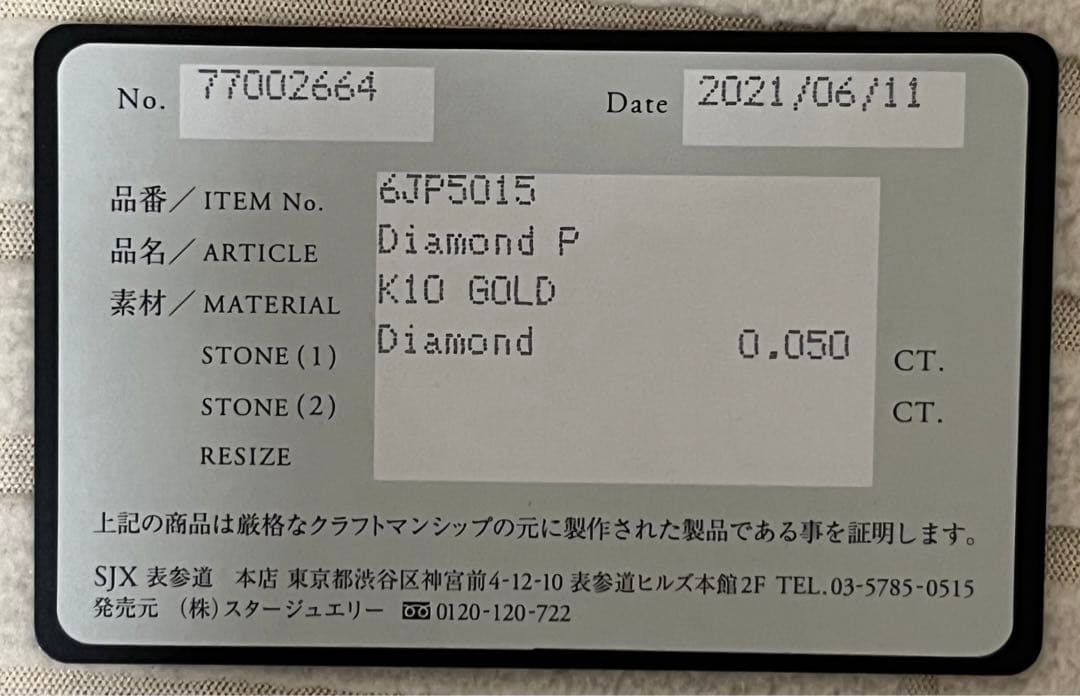 No. 77002664 Date 2021/06/11
品番／ITEM No. 6JP5015
品名／ARTICLE Diamond P
素材／MATERIAL K10 GOLD
STONE(1) Diamond 0.050 CT.
STONE(2) CT.
RESIZE
上記の商品は厳格なクラフトマンシップの元に製作された製品である事を証明します。
SJX 表参道 本店 東京都渋谷区神宮前4-12-10 表参道ヒルズ本館2F TEL.03-5785-0515
発売元 (株)スタージュエリー 0120-120-722